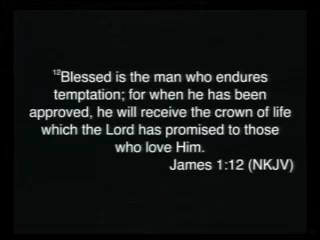 ¹²Blessed is the man who endures
temptation; for when he has been
approved, he will receive the crown of life
which the Lord has promised to those
who love Him.
James 1:12 (NKJV)